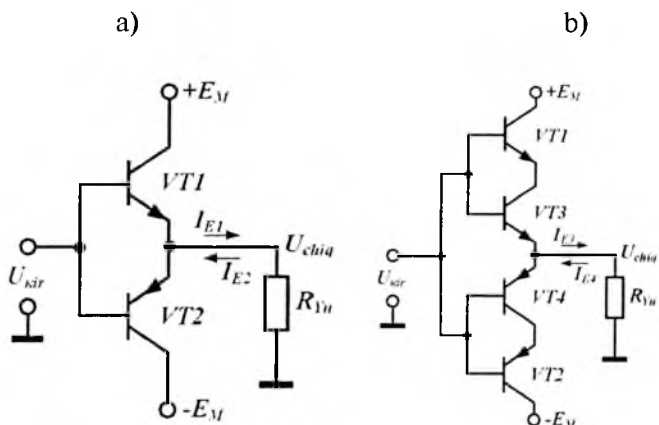 a)
+E_M
VT1
I_E1
U_chiq
I_E2
U_kir
R_Yu
VT2
-E_M
b)
+E_M
VT1
VT3
U_chiq
I_E4
U_kir
R_Yu
VT4
VT2
-E_M